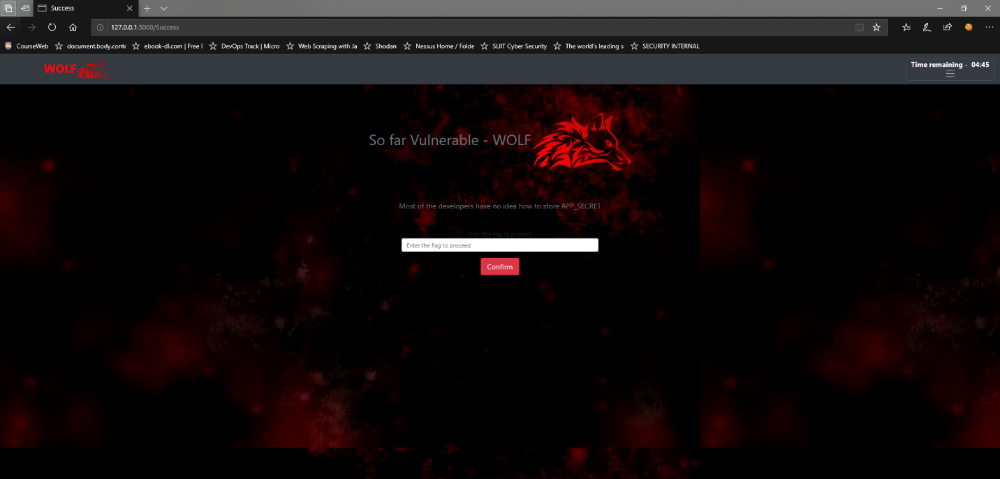 Success
127.0.0.1:5000/Success
CourseWeb
document.body.conte
ebook-dl.com | Free l
DevOps Track | Micro
Web Scraping with Ja
Shodan
Nessus Home / Folde
SLIIT Cyber Security
The world's leading s
SECURITY INTERNAL
WOLF
Time remaining - 04:45
So far Vulnerable - WOLF
Most of the developers have no idea how to store APP_SECRET
Enter the flag to proceed
Enter the flag to proceed
Confirm